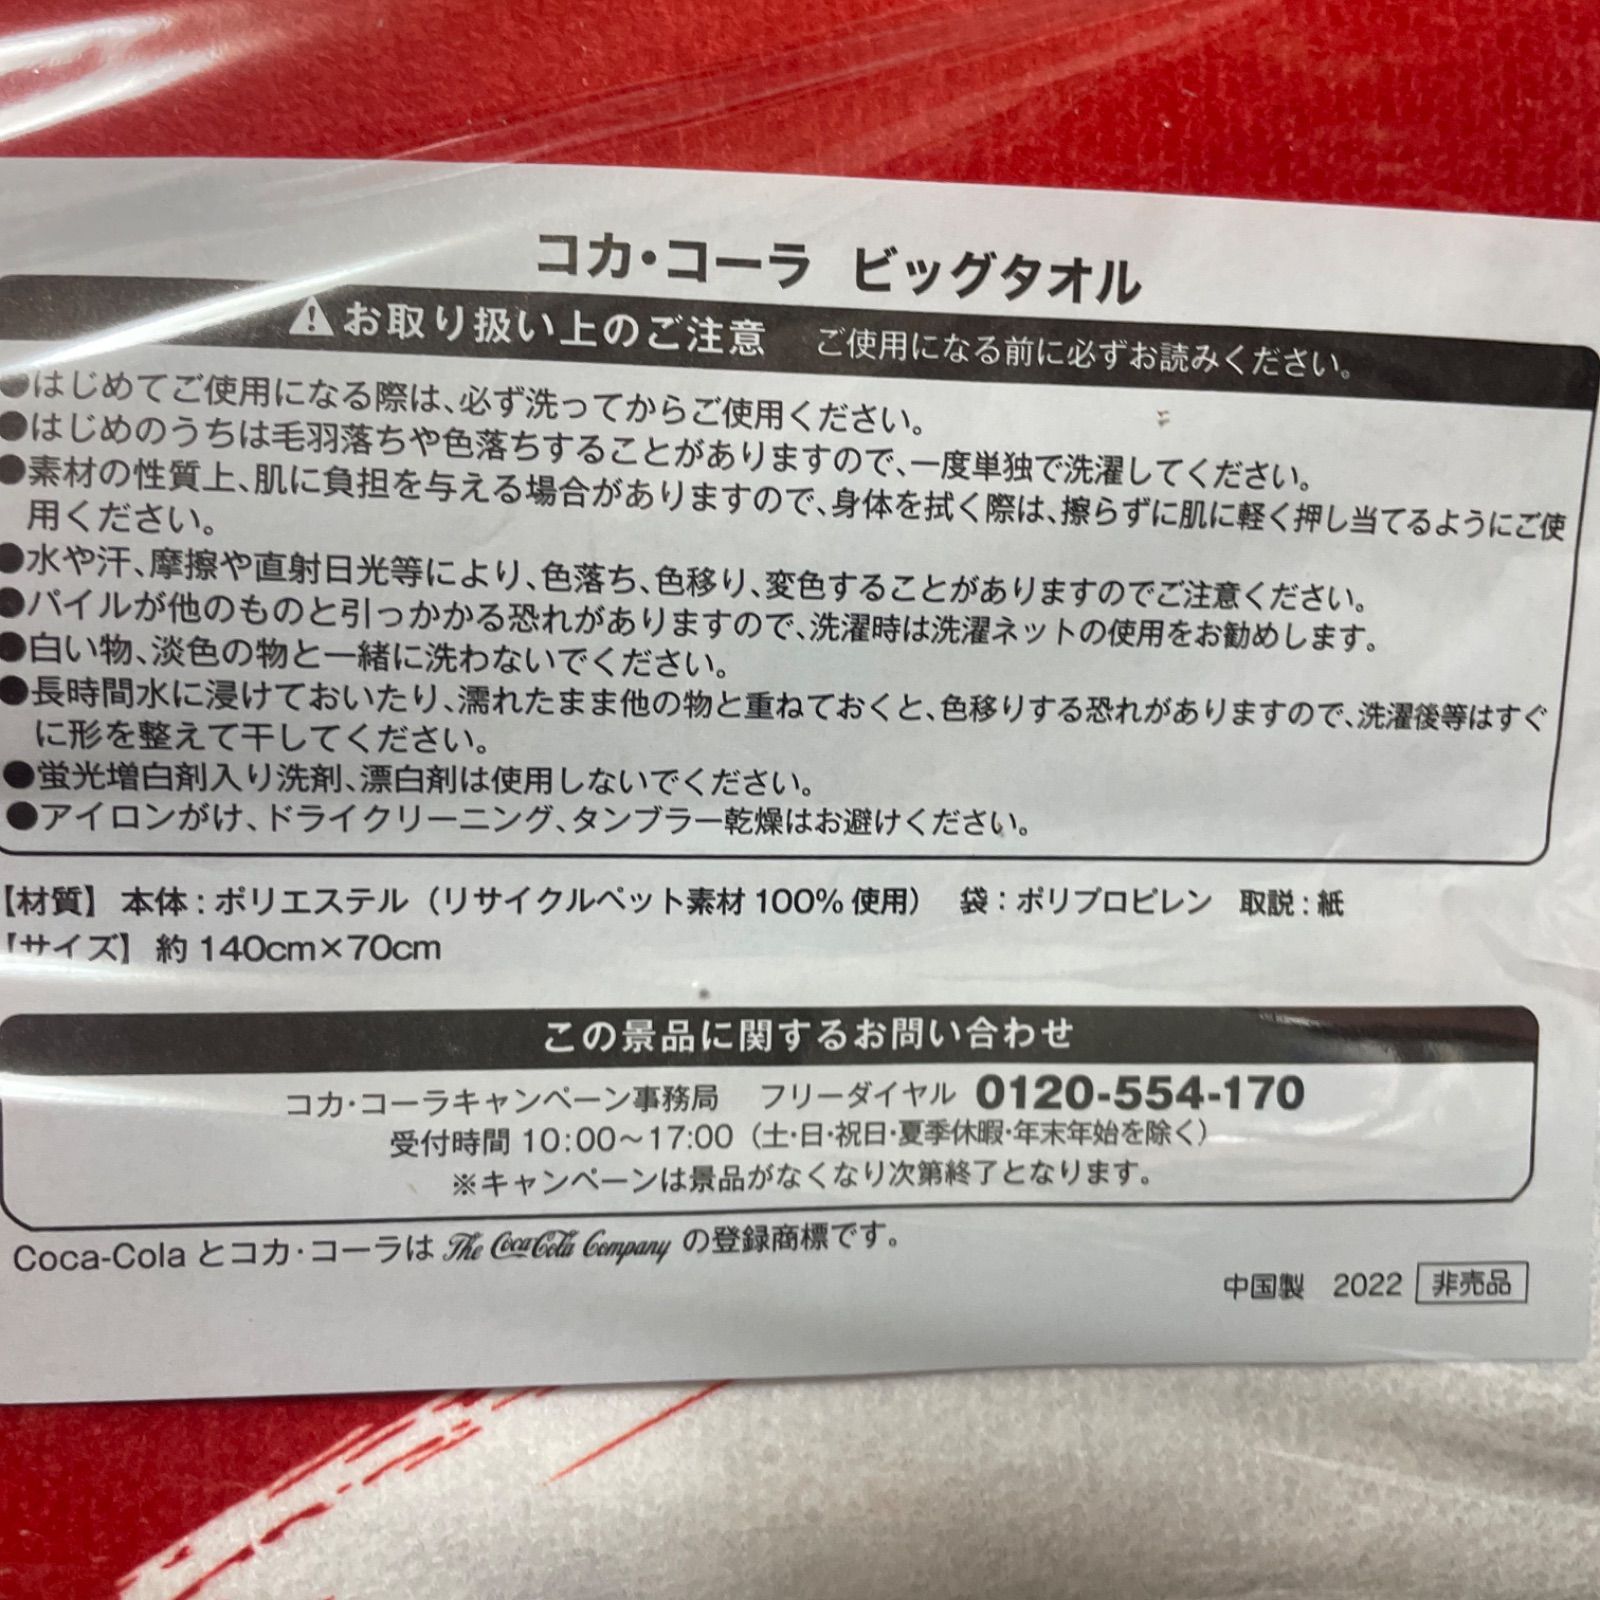 コカ・コーラ ビッグタオル
お取り扱い上のご注意 ご使用になる前に必ずお読みください。
●はじめてご使用になる際は、必ず洗ってからご使用ください。
●はじめのうちは毛羽落ちや色落ちすることがありますので、一度単独で洗濯してください。
●素材の性質上、肌に負担を与える場合がありますので、身体を拭く際は、擦らずに肌に軽く押し当てるようにご使
用ください。
●水や汗、摩擦や直射日光等により、色落ち、色移り、変色することがありますのでご注意ください。
●パイルが他のものと引っかかる恐れがありますので、洗濯時は洗濯ネットの使用をお勧めします。
●白い物、淡色の物と一緒に洗わないでください。
●長時間水に浸けておいたり、濡れたまま他の物と重ねておくと、色移りする恐れがありますので、洗濯後等はすぐ
に形を整えて干してください。
●蛍光増白剤入り洗剤、漂白剤は使用しないでください。
●アイロンがけ、ドライクリーニング、タンブラー乾燥はお避けください。
【材質】 本体：ポリエステル（リサイクルペット素材100%使用） 袋：ポリプロピレン 取説：紙
【サイズ】 約140cm×70cm
この景品に関するお問い合わせ
コカ・コーラキャンペーン事務局 フリーダイヤル 0120-554-170
受付時間 10：00～17：00（土・日・祝日・夏季休暇・年末年始を除く）
※キャンペーンは景品がなくなり次第終了となります。
Coca-Colaとコカ・コーラは The Coca-Cola Company の登録商標です。
中国製 2022 非売品